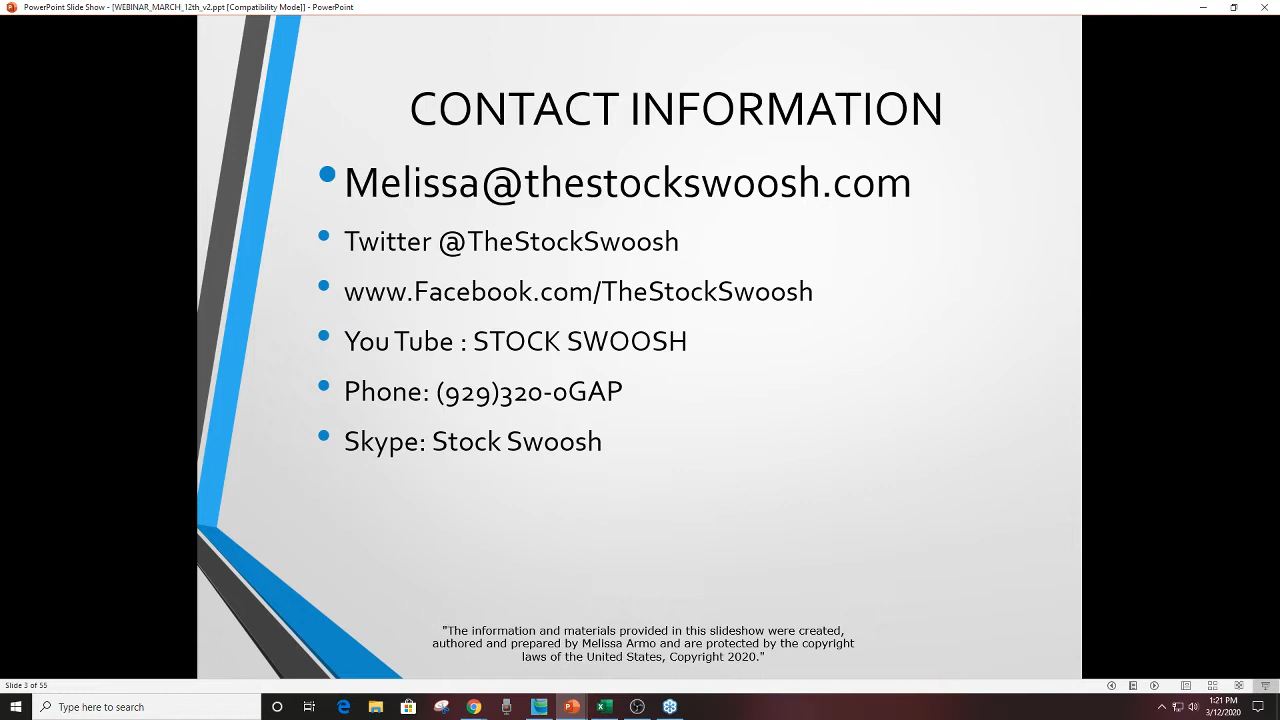 PowerPoint Slide Show - [WEBINAR_MARCH_12th_v2.ppt [Compatibility Mode]] - PowerPoint
CONTACT INFORMATION
• Melissa@thestockswoosh.com
• Twitter @TheStockSwoosh
• www.Facebook.com/TheStockSwoosh
• You Tube : STOCK SWOOSH
• Phone: (929)320-0GAP
• Skype: Stock Swoosh
"The information and materials provided in this slideshow were created,
authored and prepared by Melissa Armo and are protected by the copyright
laws of the United States, Copyright 2020."
Slide 3 of 55
Type here to search
1:21 PM
3/12/2020